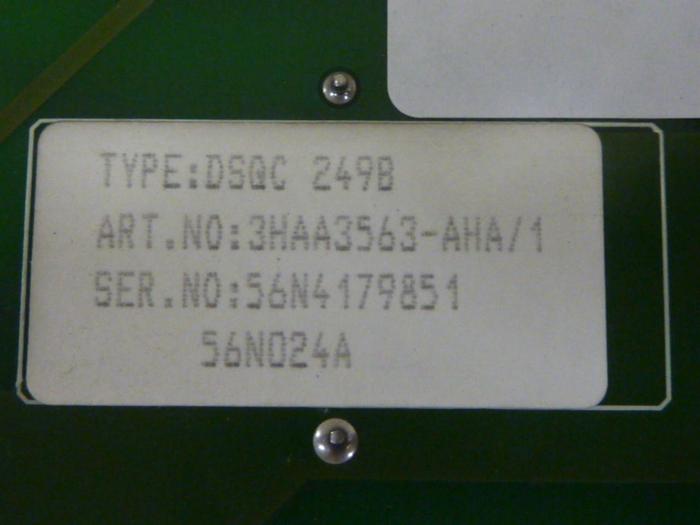 TYPE:DSQC 249B
ART.NO:3HAA3563-AHA/1
SER.NO:56N4179851
56N024A